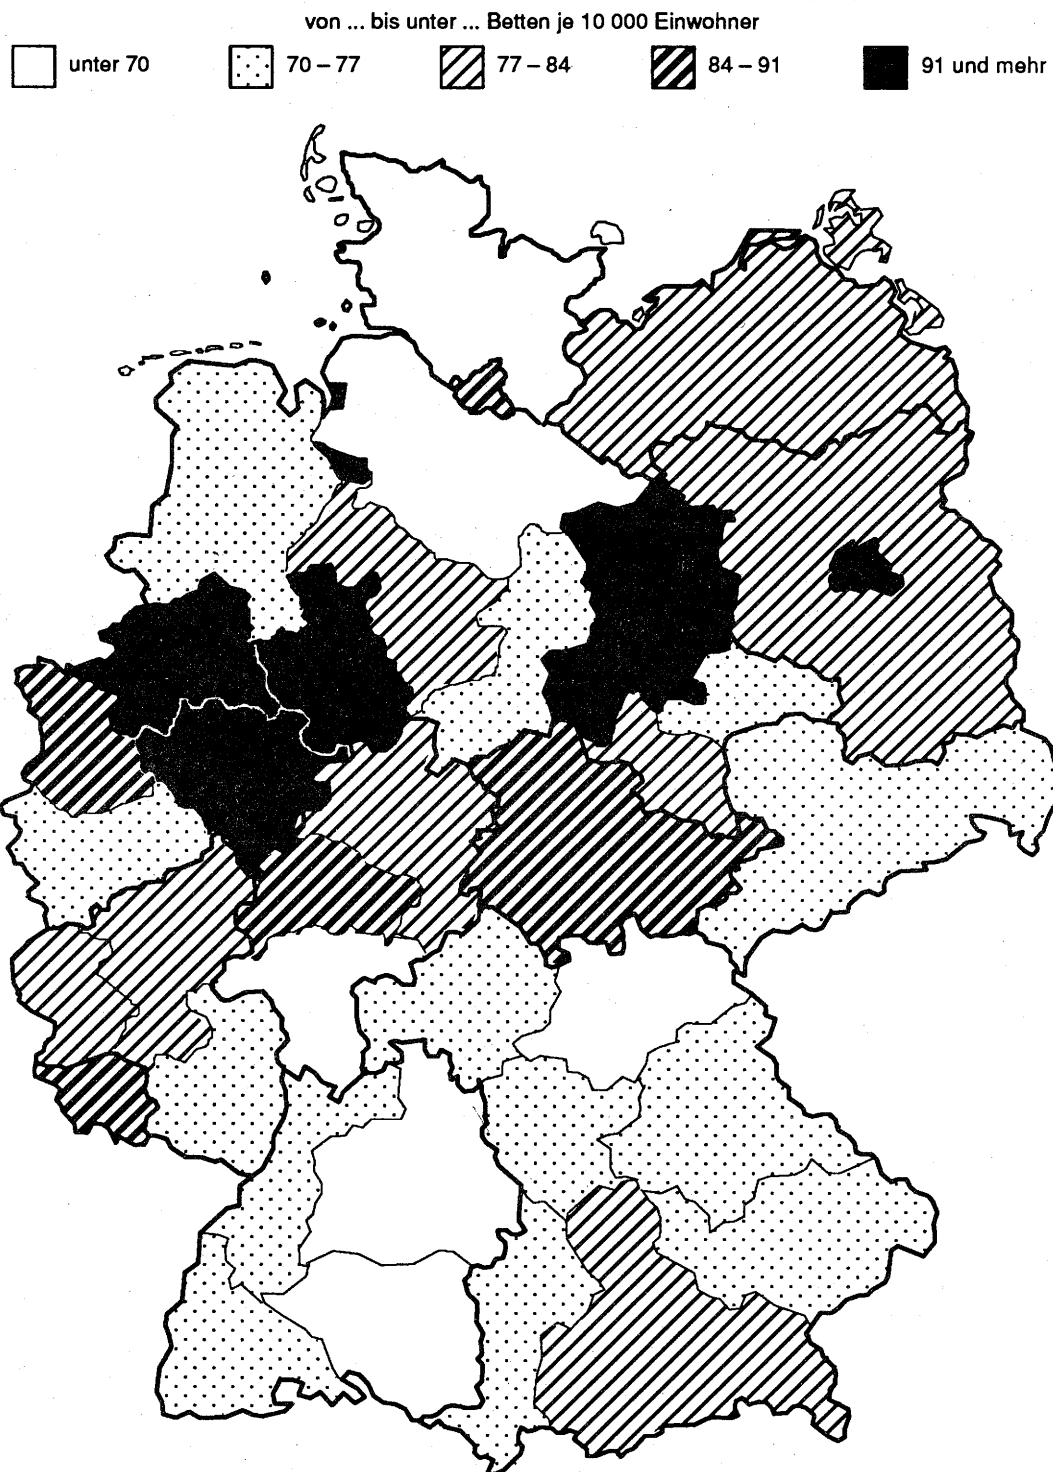 von ... bis unter ... Betten je 10 000 Einwohner
unter 70 70 – 77 77 – 84 84 – 91 91 und mehr